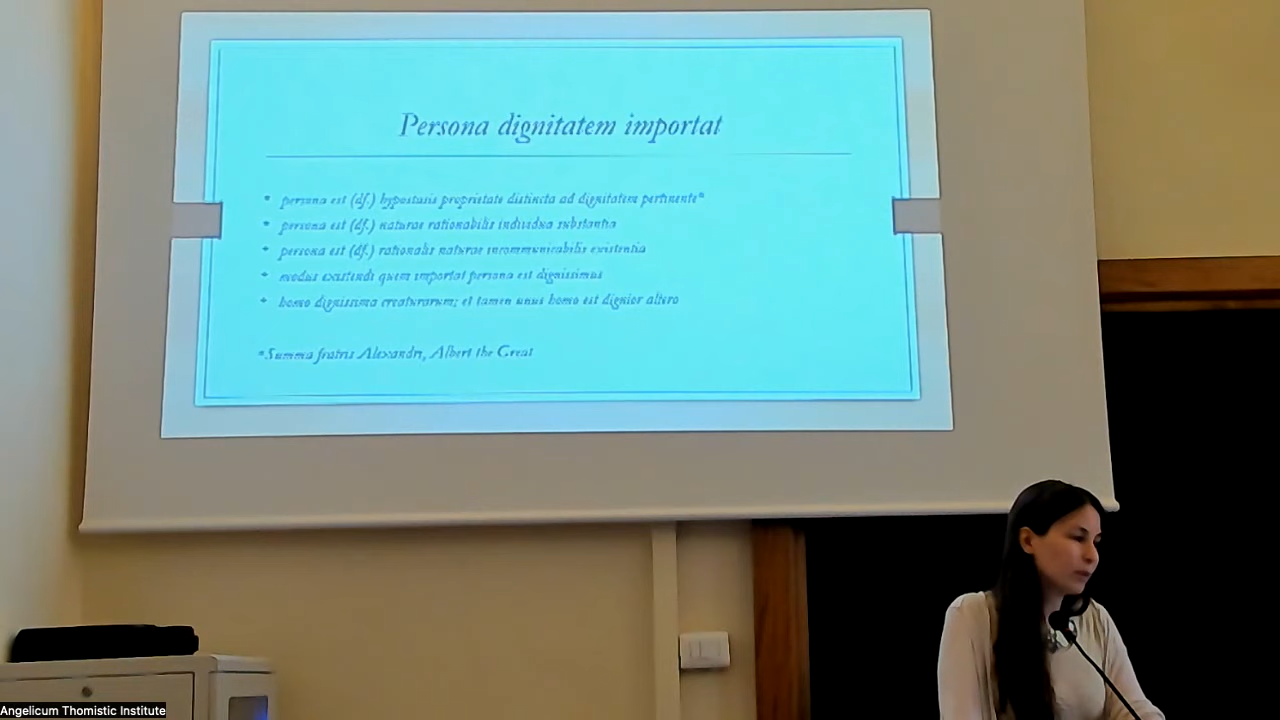 Persona dignitatem importat
* persona est (df.) hypostasis proprietate distincta ad dignitatem pertinente*
* persona est (df.) naturae rationabilis individua substantia
* persona est (df.) rationalis naturae incommunicabilis existentia
* modus existendi quem importat persona est dignissimus
* homo dignissima creaturarum; et tamen unus homo est dignior altero
*Summa fratris Alexandri, Albert the Great
Angelicum Thomistic Institute